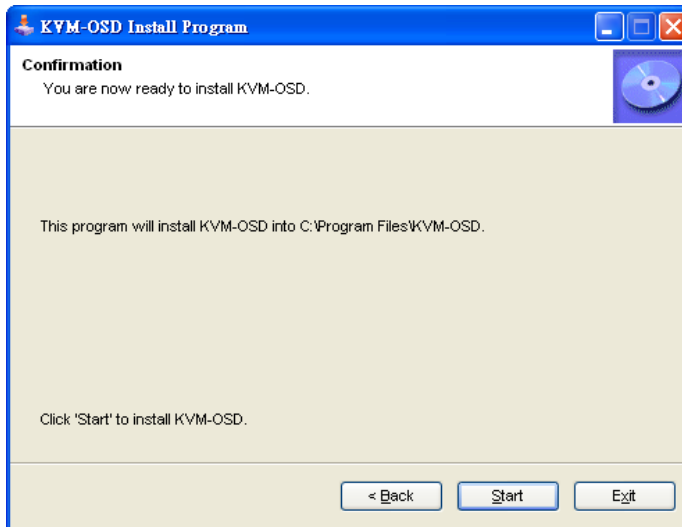 KVM-OSD Install Program
Confirmation
You are now ready to install KVM-OSD.
This program will install KVM-OSD into C:\Program Files\KVM-OSD.
Click 'Start' to install KVM-OSD.
< Back
Start
Exit